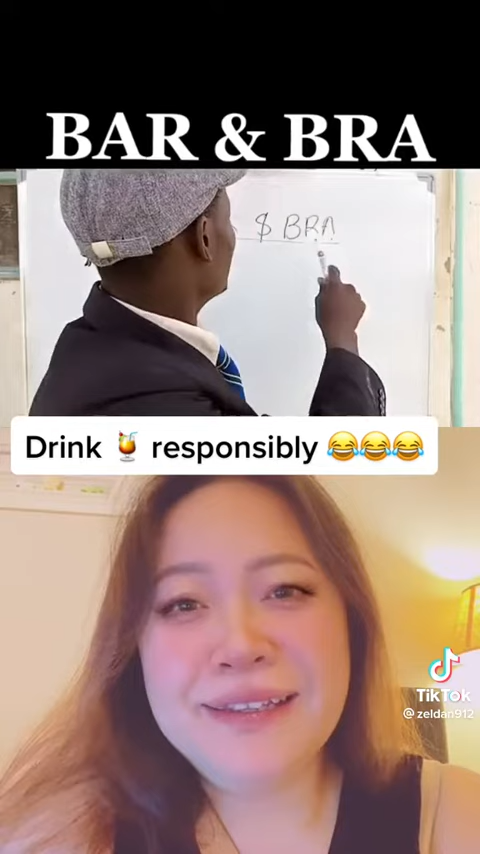 BAR & BRA
$ BRA
Drink 🍹 responsibly 😂😂😂
TikTok
@zeldan912